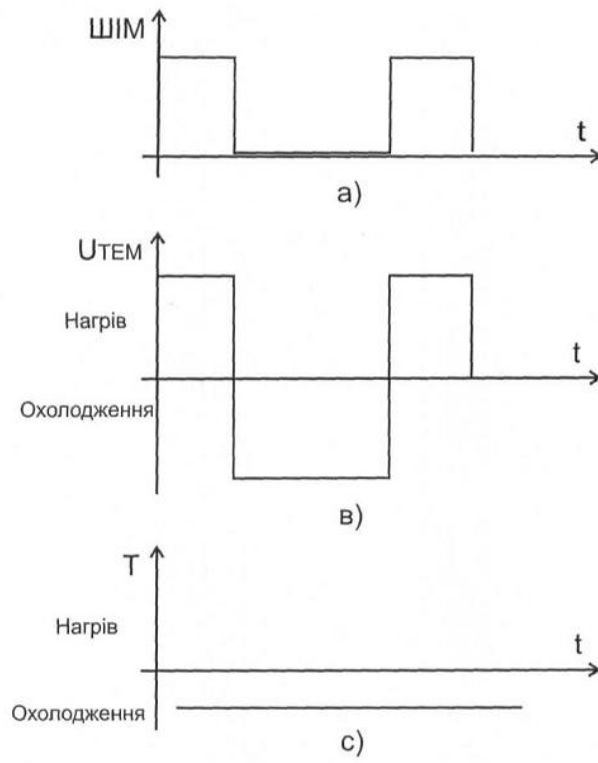 ШІМ
t
а)
UТЕМ
Нагрів
t
Охолодження
в)
Т
Нагрів
t
Охолодження
с)